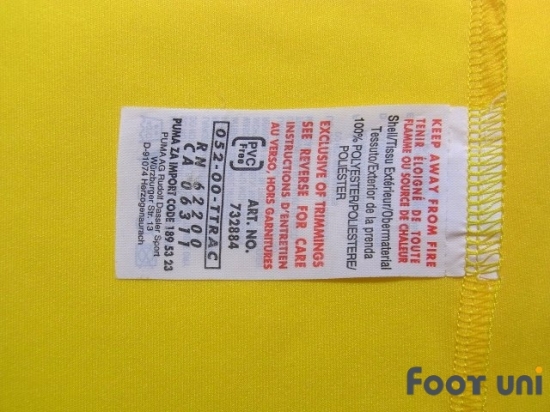 KEEP AWAY FROM FIRE
TENIR ÉLOIGNÉ DE TOUTE
FLAMME OU SOURCE DE CHALEUR
Shell/Tissu Extérieur/Obermaterial
Tessuto/Exterior de la prenda
100% POLYESTER/POLIESTERE/
POLIÉSTER
EXCLUSIVE OF TRIMMINGS
SEE REVERSE FOR CARE
INSTRUCTIONS D'ENTRETIEN
AU VERSO, HORS GARNITURES
PVC Free
ART. NO.
732884
052-00-TTRAC
RN 62200
CA 06311
PUMA ZA IMPORT CODE 189 53 23
PUMA AG Rudolf Dassler Sport
Würzburger Str. 13
D-91074 Herzogenaurach
FOOT UNI